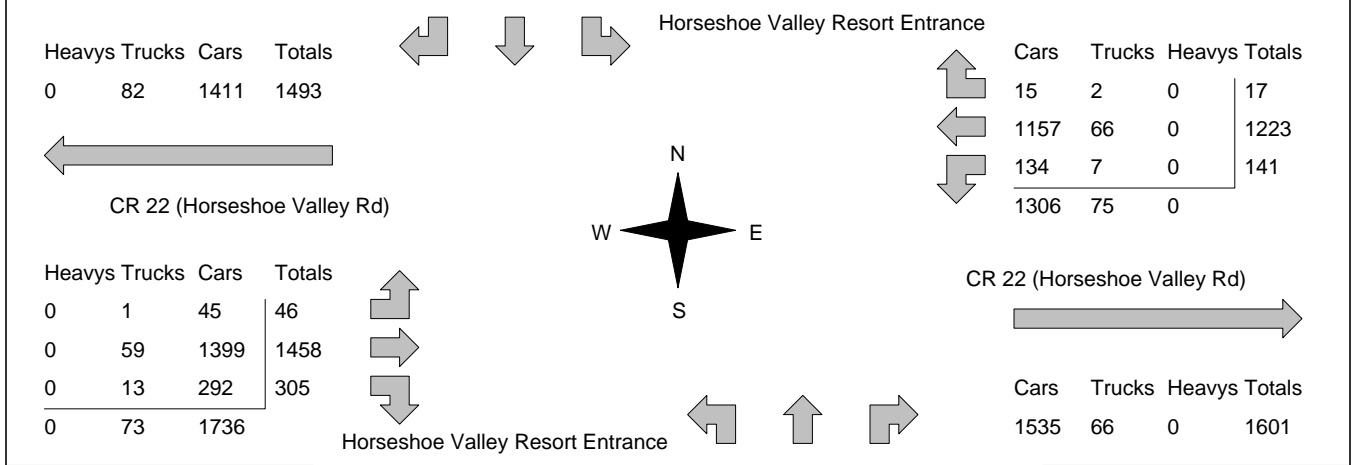 Horseshoe Valley Resort Entrance
Heavys Trucks Cars Totals
0 82 1411 1493
Cars Trucks Heavys Totals
15 2 0 17
1157 66 0 1223
134 7 0 141
1306 75 0
CR 22 (Horseshoe Valley Rd)
N
W E
S
Heavys Trucks Cars Totals
0 1 45 46
0 59 1399 1458
0 13 292 305
0 73 1736
CR 22 (Horseshoe Valley Rd)
Cars Trucks Heavys Totals
1535 66 0 1601
Horseshoe Valley Resort Entrance